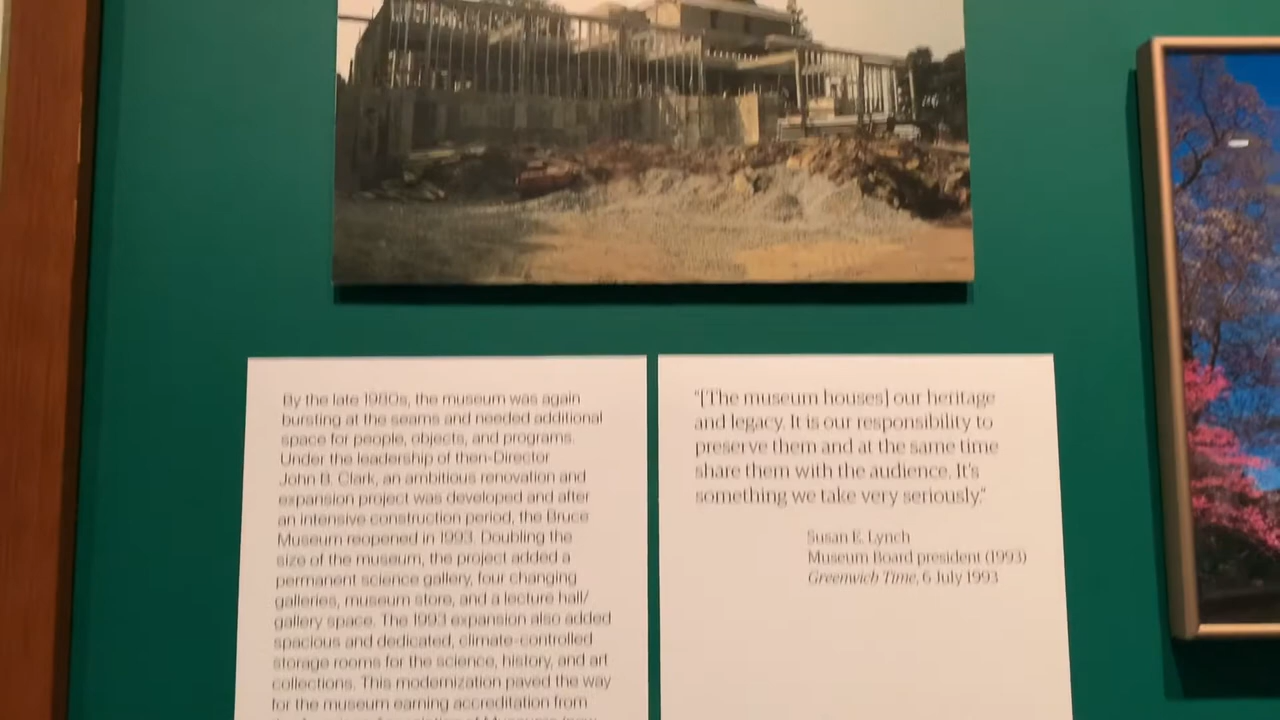 By the late 1980s, the museum was again
bursting at the seams and needed additional
space for people, objects, and programs.
Under the leadership of then-Director
John B. Clark, an ambitious renovation and
expansion project was developed and after
an intensive construction period, the Bruce
Museum reopened in 1993. Doubling the
size of the museum, the project added a
permanent science gallery, four changing
galleries, museum store, and a lecture hall/
gallery space. The 1993 expansion also added
spacious and dedicated, climate-controlled
storage rooms for the science, history, and art
collections. This modernization paved the way
for the museum earning accreditation from
"[The museum houses] our heritage
and legacy. It is our responsibility to
preserve them and at the same time
share them with the audience. It's
something we take very seriously."
Susan E. Lynch
Museum Board president (1993)
Greenwich Time, 6 July 1993